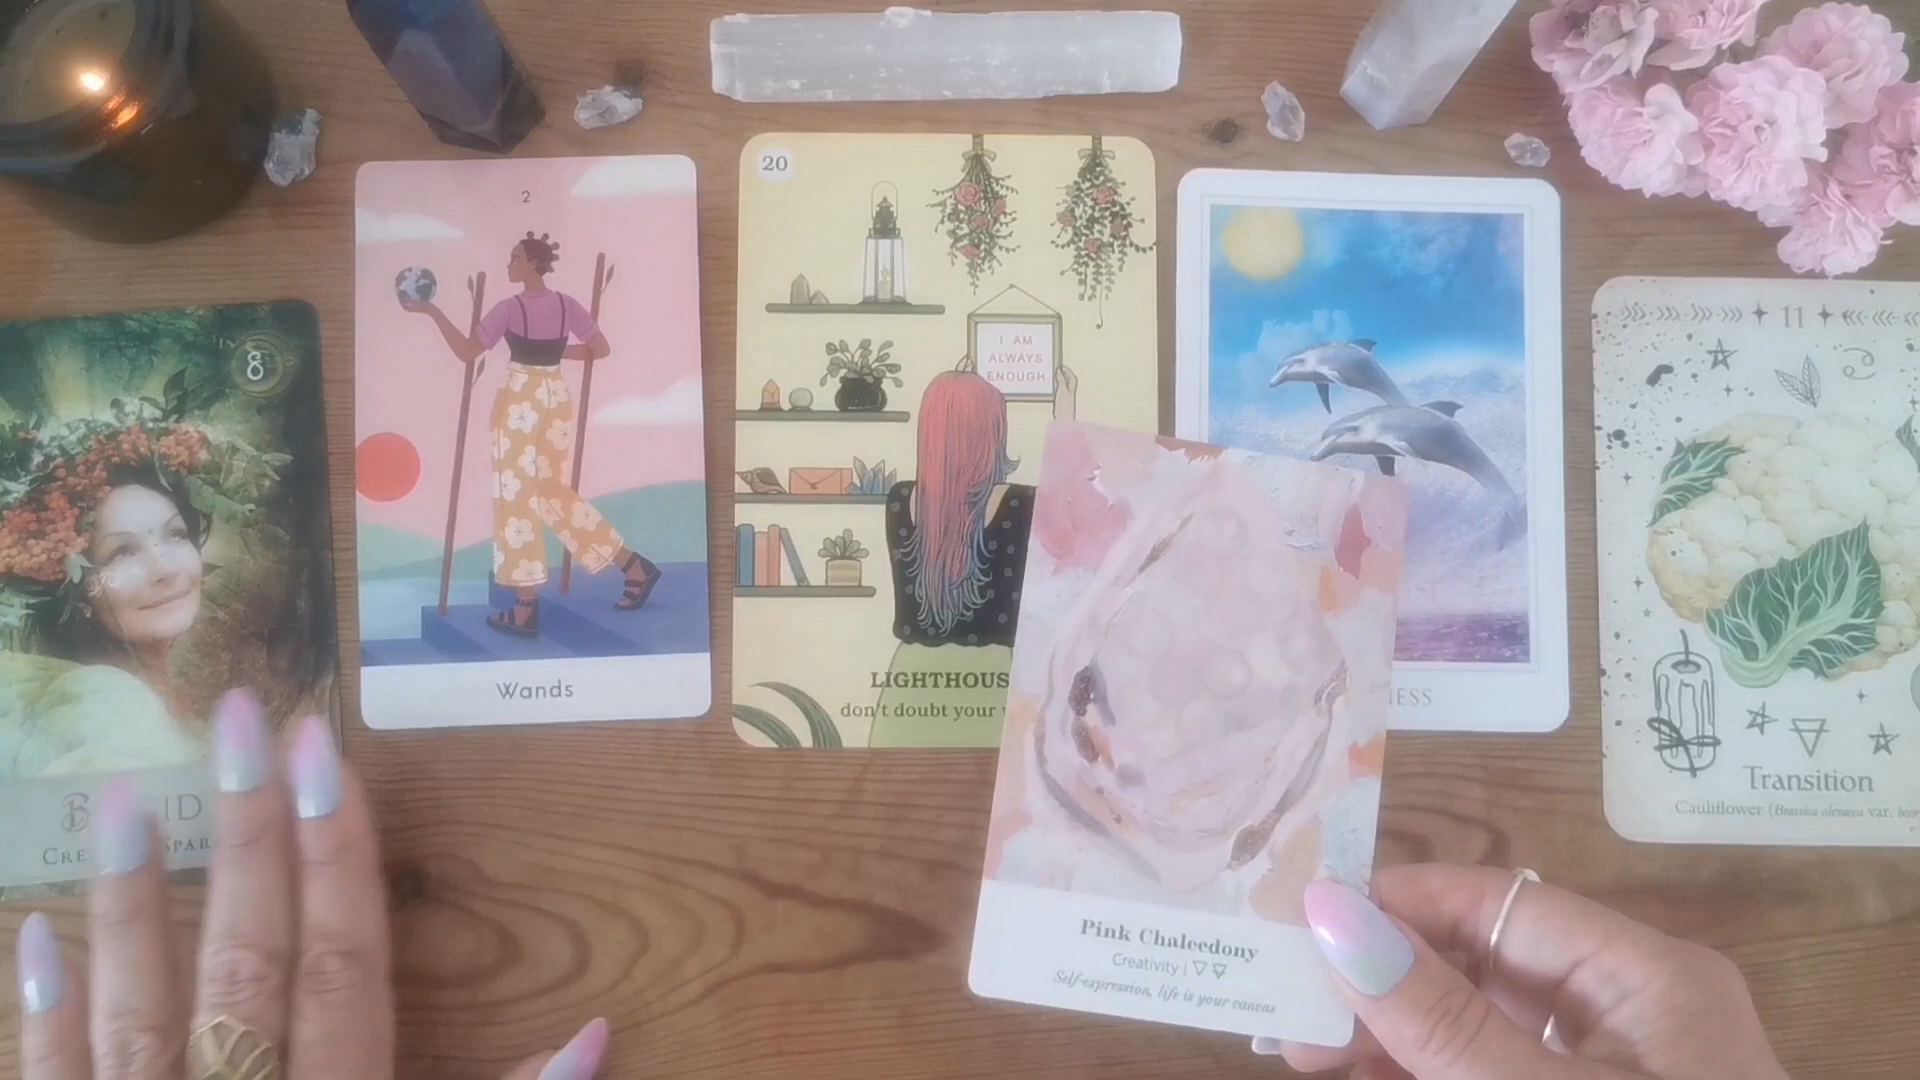 8
2
Wands
20
I AM
ALWAYS
ENOUGH
LIGHTHOUS
don't doubt your
Pink Chalcedony
Creativity |
Self-expression, life is your canvas
11
Transition
Cauliflower (Brassica oleracea var.